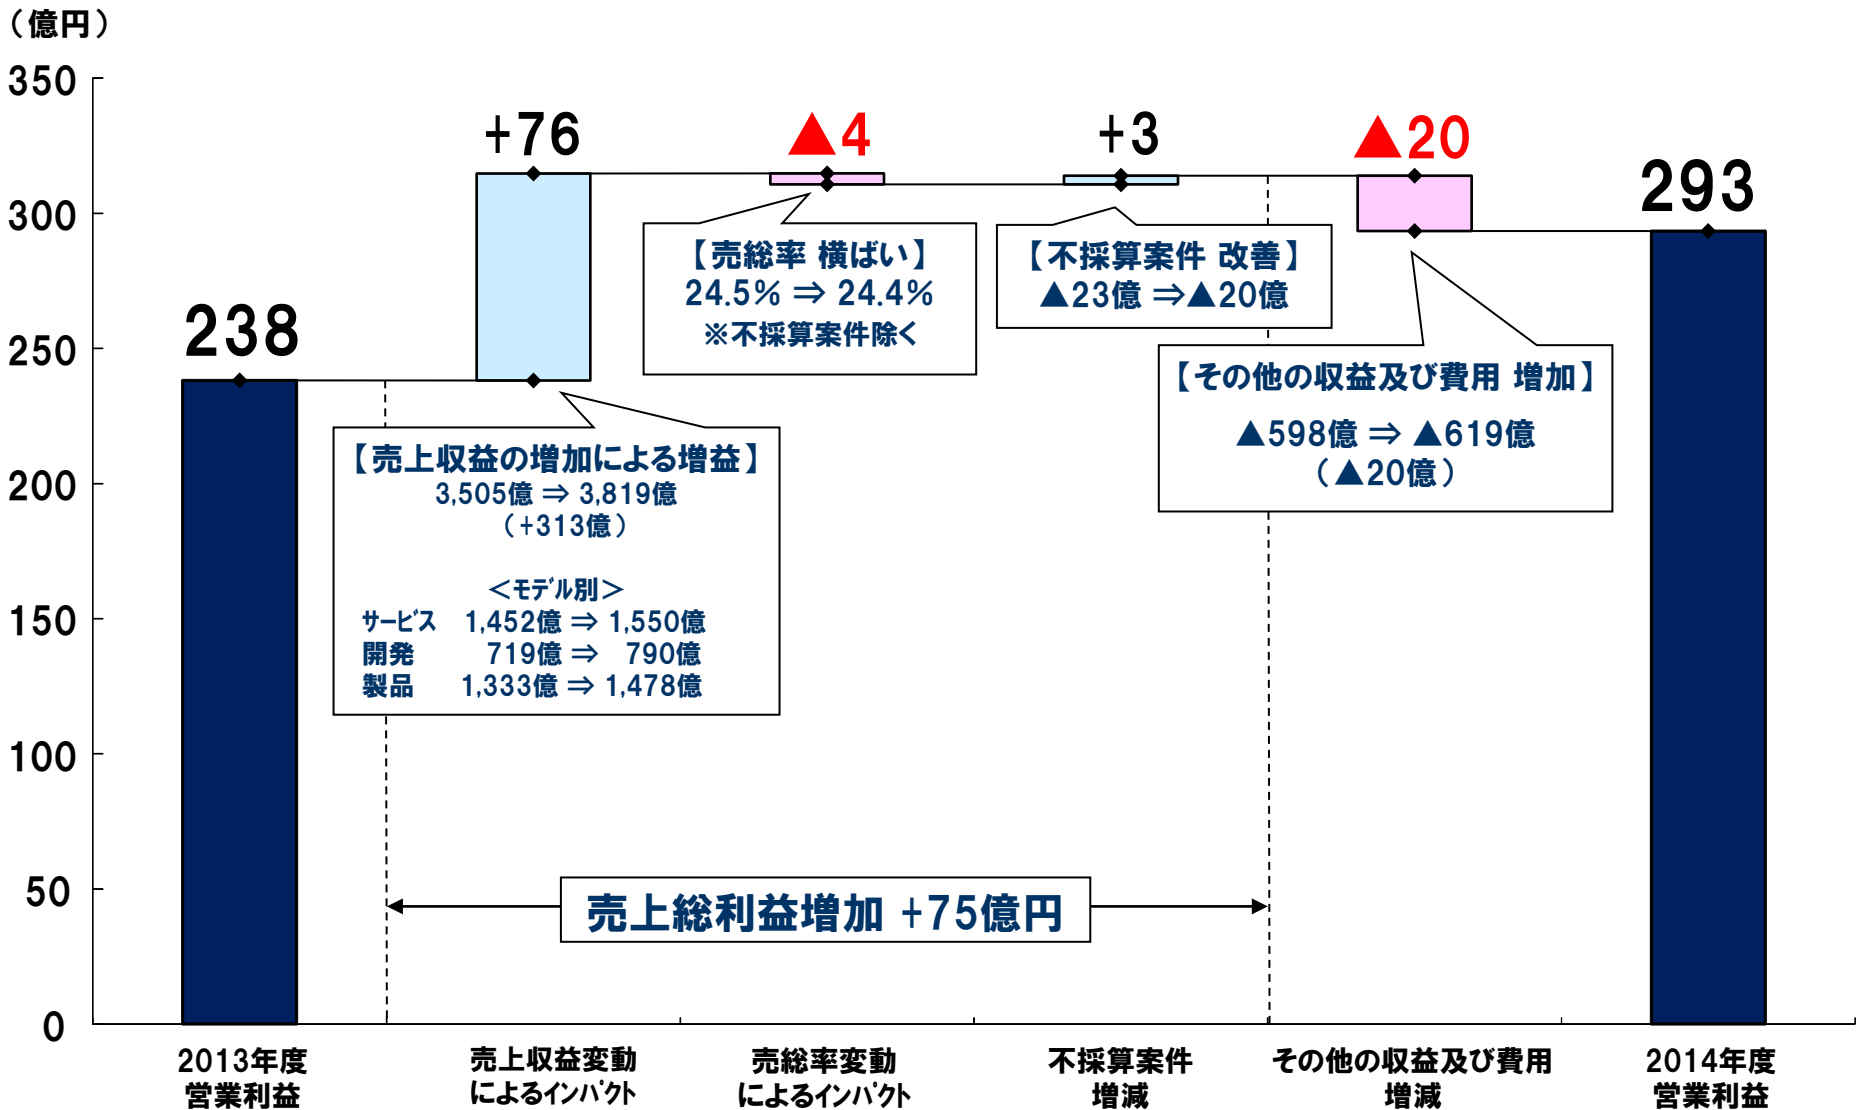 （億円）
350
300
250
200
150
100
50
0
238
+76
▲4
+3
▲20
293
【売総率 横ばい】
24.5% ⇒ 24.4%
※不採算案件除く
【不採算案件 改善】
▲23億 ⇒▲20億
【その他の収益及び費用 増加】
▲598億 ⇒ ▲619億
（▲20億）
【売上収益の増加による増益】
3,505億 ⇒ 3,819億
（+313億）
＜ﾓﾃﾞﾙ別＞
ｻｰﾋﾞｽ 1,452億 ⇒ 1,550億
開発 719億 ⇒ 790億
製品 1,333億 ⇒ 1,478億
売上総利益増加 +75億円
2013年度
営業利益
売上収益変動
によるｲﾝﾊﾟｸﾄ
売総率変動
によるｲﾝﾊﾟｸﾄ
不採算案件
増減
その他の収益及び費用
増減
2014年度
営業利益